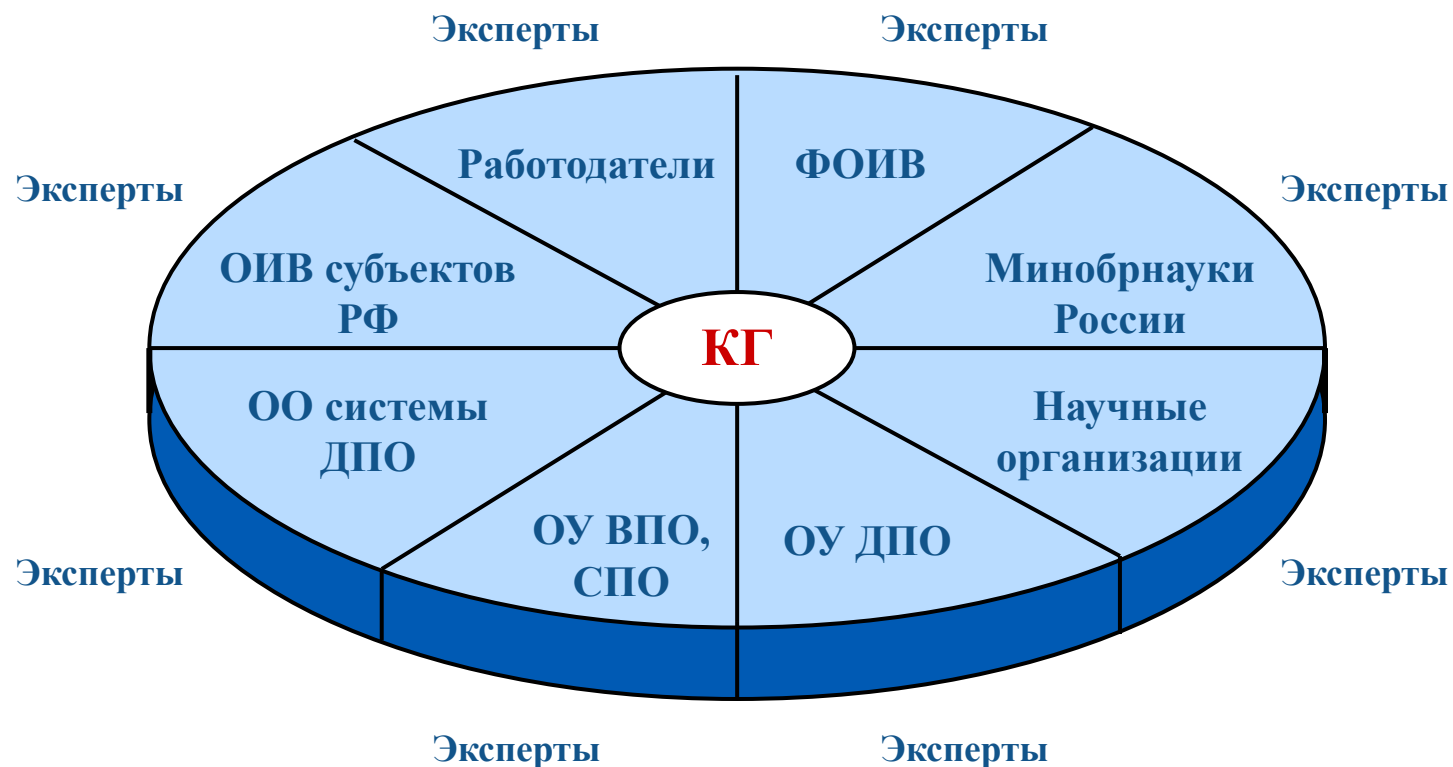 Эксперты
Эксперты
Работодатели
ФОИВ
Эксперты
Эксперты
ОИВ субъектов
РФ
Минобрнауки
России
КГ
ОО системы
ДПО
Научные
организации
ОУ ВПО,
СПО
ОУ ДПО
Эксперты
Эксперты
Эксперты
Эксперты